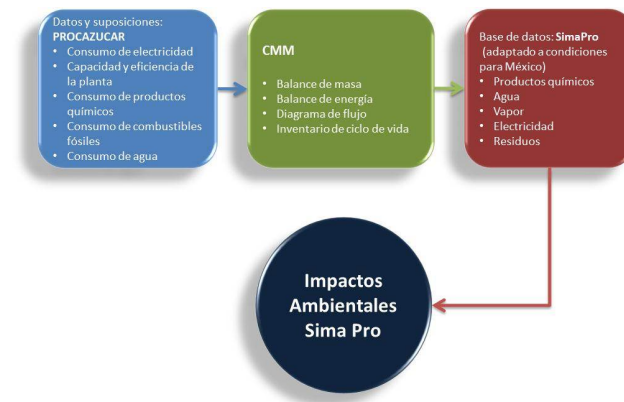 Datos y suposiciones:
PROCAZUCAR
• Consumo de electricidad
• Capacidad y eficiencia de
la planta
• Consumo de productos
químicos
• Consumo de combustibles
fósiles
• Consumo de agua
CMM
• Balance de masa
• Balance de energía
• Diagrama de flujo
• Inventario de ciclo de vida
Base de datos: SimaPro
(adaptado a condiciones
para México)
• Productos químicos
• Agua
• Vapor
• Electricidad
• Residuos
Impactos
Ambientales
Sima Pro